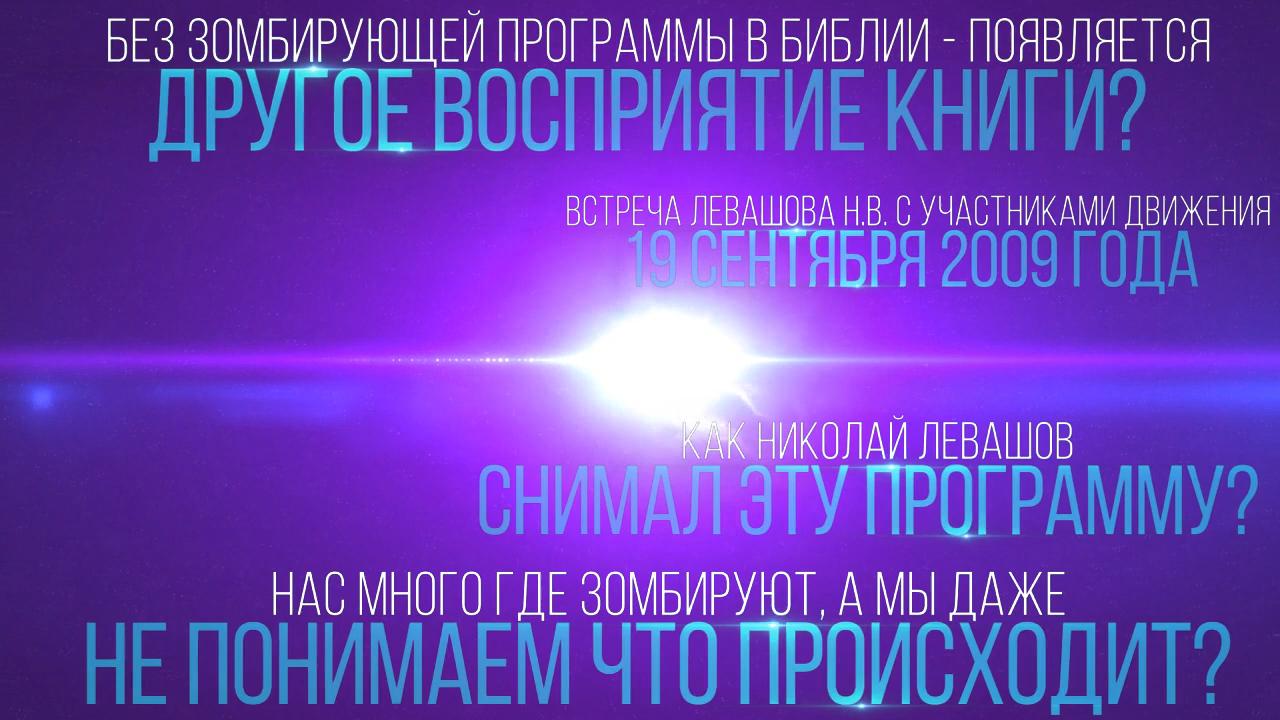 БЕЗ ЗОМБИРУЮЩЕЙ ПРОГРАММЫ В БИБЛИИ - ПОЯВЛЯЕТСЯ
ДРУГОЕ ВОСПРИЯТИЕ КНИГИ?
ВСТРЕЧА ЛЕВАШОВА Н.В. С УЧАСТНИКАМИ ДВИЖЕНИЯ
19 СЕНТЯБРЯ 2009 ГОДА
КАК НИКОЛАЙ ЛЕВАШОВ
СНИМАЛ ЭТУ ПРОГРАММУ?
НАС МНОГО ГДЕ ЗОМБИРУЮТ, А МЫ ДАЖЕ
НЕ ПОНИМАЕМ ЧТО ПРОИСХОДИТ?